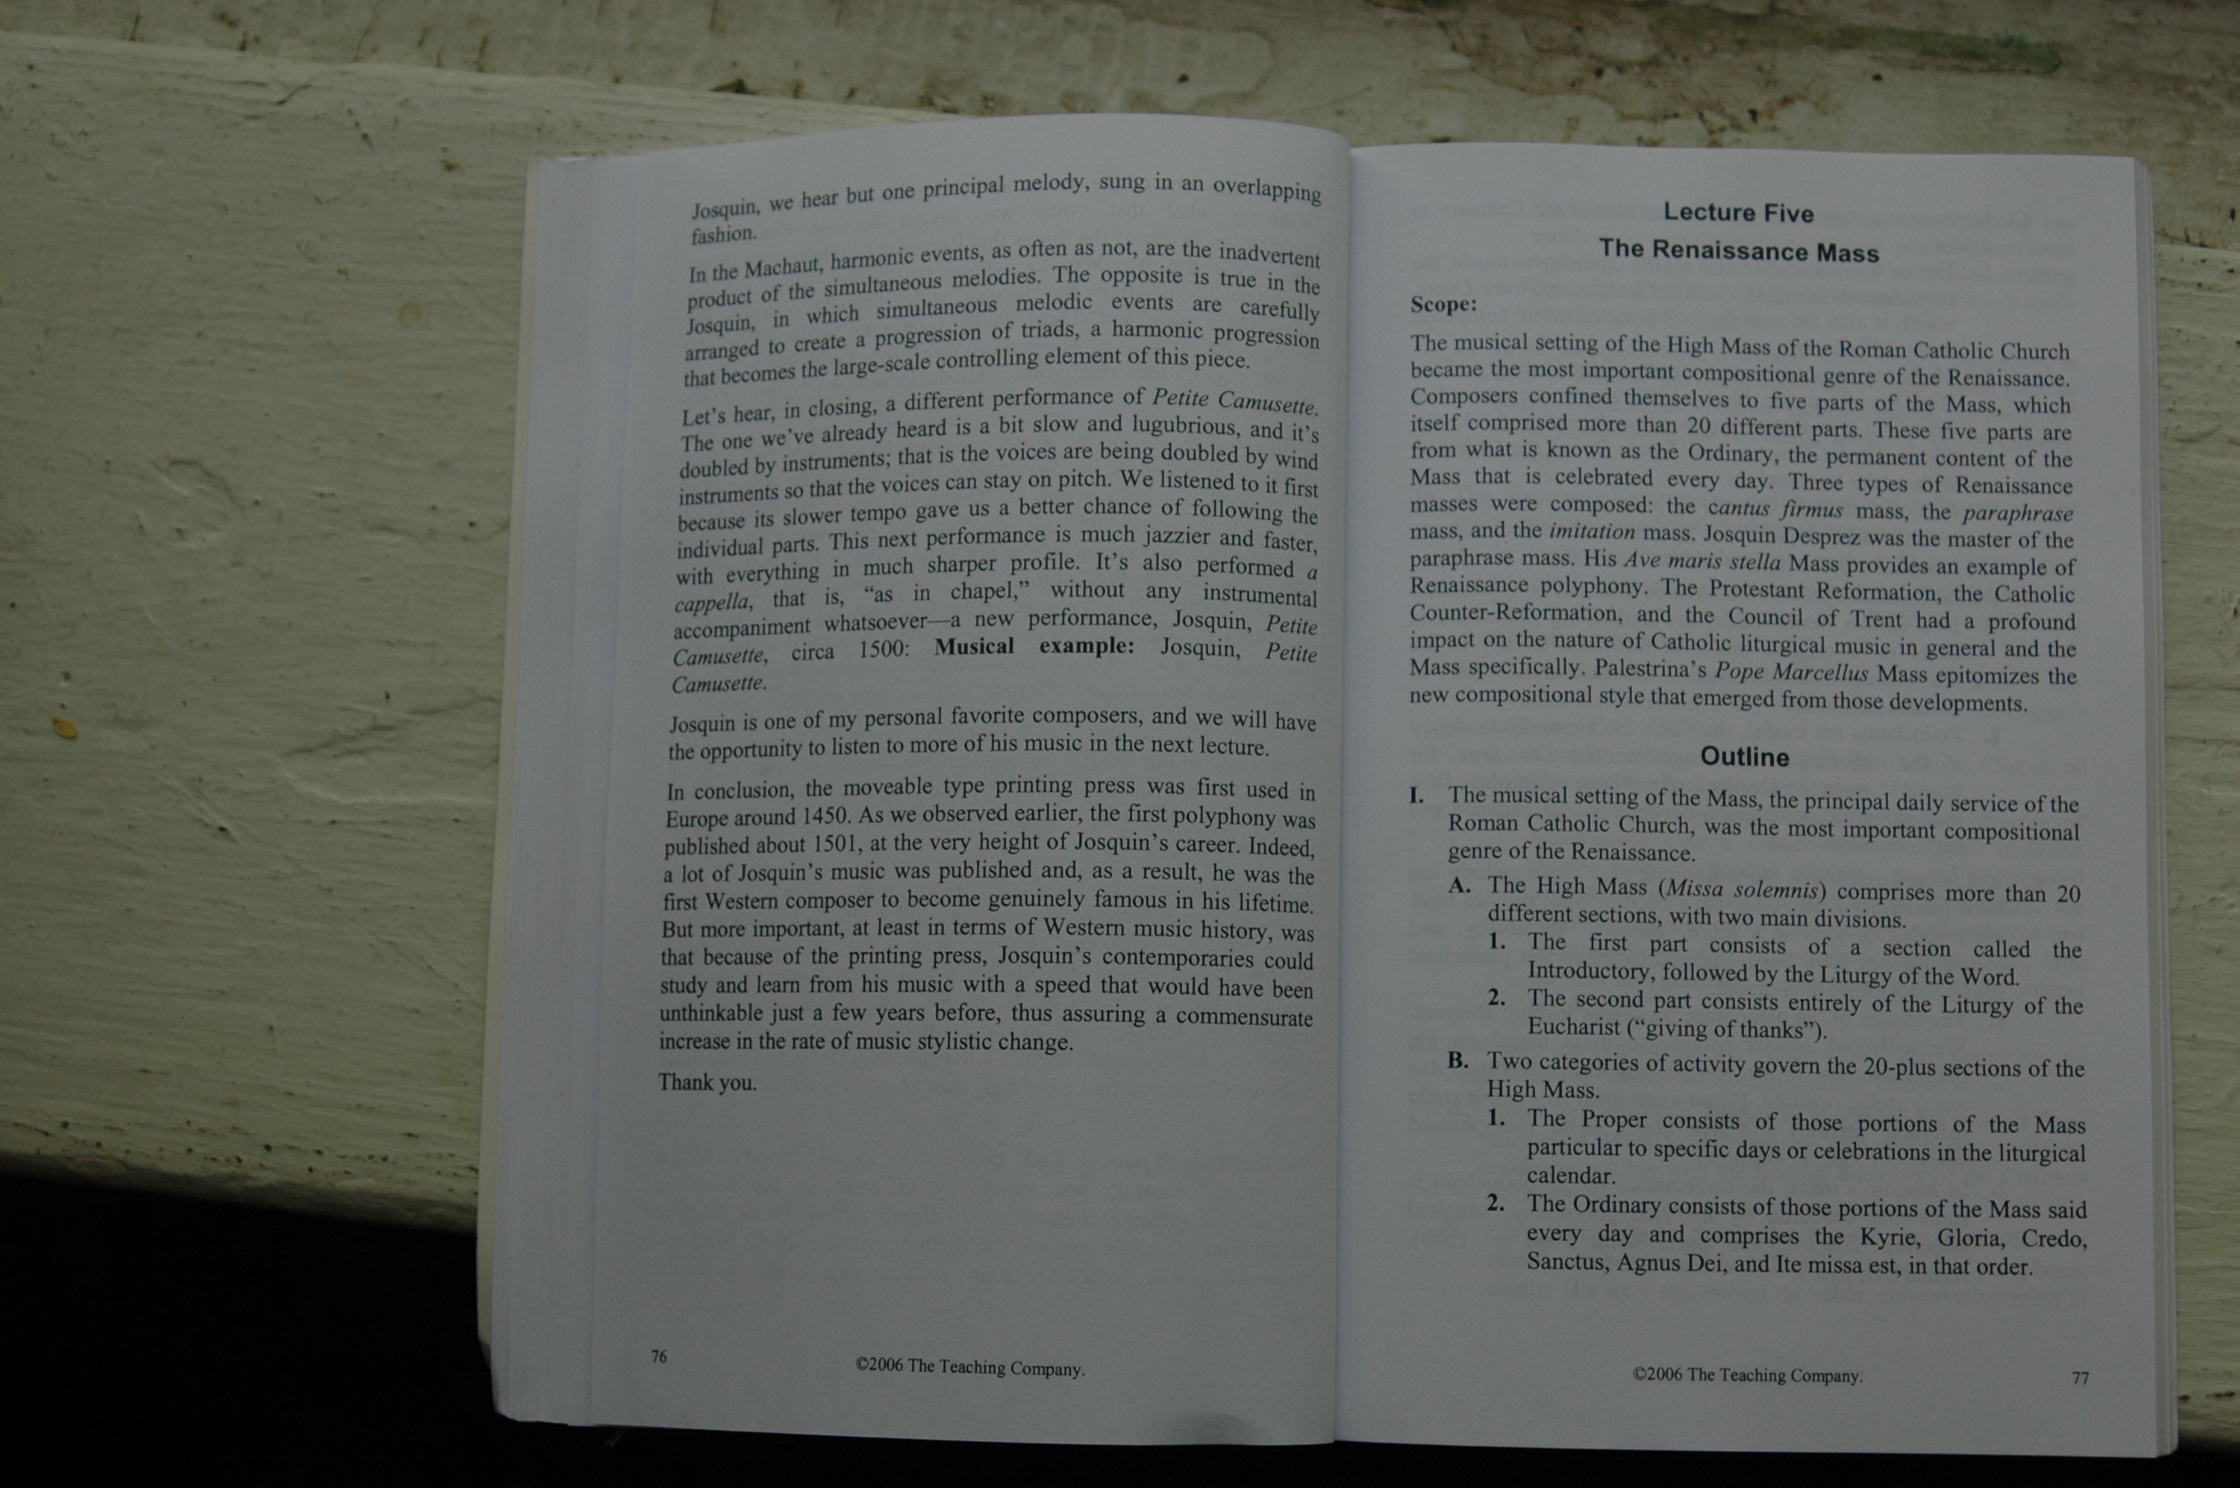 Josquin, we hear but one principal melody, sung in an overlapping
fashion.
In the Machaut, harmonic events, as often as not, are the inadvertent
product of the simultaneous melodies. The opposite is true in the
Josquin, in which simultaneous melodic events are carefully
arranged to create a progression of triads, a harmonic progression
that becomes the large-scale controlling element of this piece.
Let's hear, in closing, a different performance of Petite Camusette.
The one we've already heard is a bit slow and lugubrious, and it's
doubled by instruments; that is the voices are being doubled by wind
instruments so that the voices can stay on pitch. We listened to it first
because its slower tempo gave us a better chance of following the
individual parts. This next performance is much jazzier and faster,
with everything in much sharper profile. It's also performed a
cappella, that is, “as in chapel,” without any instrumental
accompaniment whatsoever—a new performance, Josquin, Petite
Camusette, circa 1500: Musical example: Josquin, Petite
Camusette.
Josquin is one of my personal favorite composers, and we will have
the opportunity to listen to more of his music in the next lecture.
In conclusion, the moveable type printing press was first used in
Europe around 1450. As we observed earlier, the first polyphony was
published about 1501, at the very height of Josquin's career. Indeed,
a lot of Josquin's music was published and, as a result, he was the
first Western composer to become genuinely famous in his lifetime.
But more important, at least in terms of Western music history, was
that because of the printing press, Josquin's contemporaries could
study and learn from his music with a speed that would have been
unthinkable just a few years before, thus assuring a commensurate
increase in the rate of music stylistic change.
Thank you.
76
©2006 The Teaching Company.
Lecture Five
The Renaissance Mass
Scope:
The musical setting of the High Mass of the Roman Catholic Church
became the most important compositional genre of the Renaissance.
Composers confined themselves to five parts of the Mass, which
itself comprised more than 20 different parts. These five parts are
from what is known as the Ordinary, the permanent content of the
Mass that is celebrated every day. Three types of Renaissance
masses were composed: the cantus firmus mass, the paraphrase
mass, and the imitation mass. Josquin Desprez was the master of the
paraphrase mass. His Ave maris stella Mass provides an example of
Renaissance polyphony. The Protestant Reformation, the Catholic
Counter-Reformation, and the Council of Trent had a profound
impact on the nature of Catholic liturgical music in general and the
Mass specifically. Palestrina's Pope Marcellus Mass epitomizes the
new compositional style that emerged from those developments.
Outline
I. The musical setting of the Mass, the principal daily service of the
Roman Catholic Church, was the most important compositional
genre of the Renaissance.
A. The High Mass (Missa solemnis) comprises more than 20
different sections, with two main divisions.
1. The first part consists of a section called the
Introductory, followed by the Liturgy of the Word.
2. The second part consists entirely of the Liturgy of the
Eucharist (“giving of thanks”).
B. Two categories of activity govern the 20-plus sections of the
High Mass.
1. The Proper consists of those portions of the Mass
particular to specific days or celebrations in the liturgical
calendar.
2. The Ordinary consists of those portions of the Mass said
every day and comprises the Kyrie, Gloria, Credo,
Sanctus, Agnus Dei, and Ite missa est, in that order.
©2006 The Teaching Company.
77